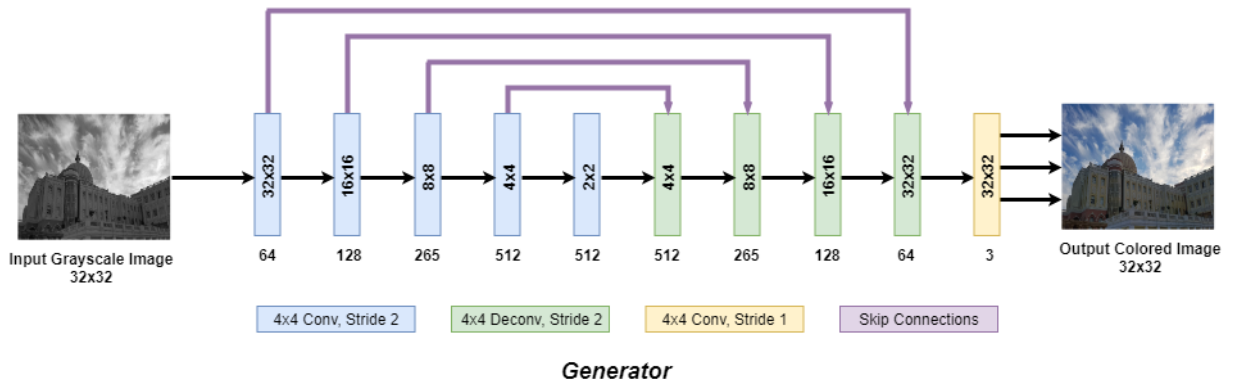 Input Grayscale Image
32x32
32x32
16x16
8x8
4x4
2x2
4x4
8x8
16x16
32x32
32x32
64
128
265
512
512
512
265
128
64
3
Output Colored Image
32x32
4x4 Conv, Stride 2
4x4 Deconv, Stride 2
4x4 Conv, Stride 1
Skip Connections
Generator